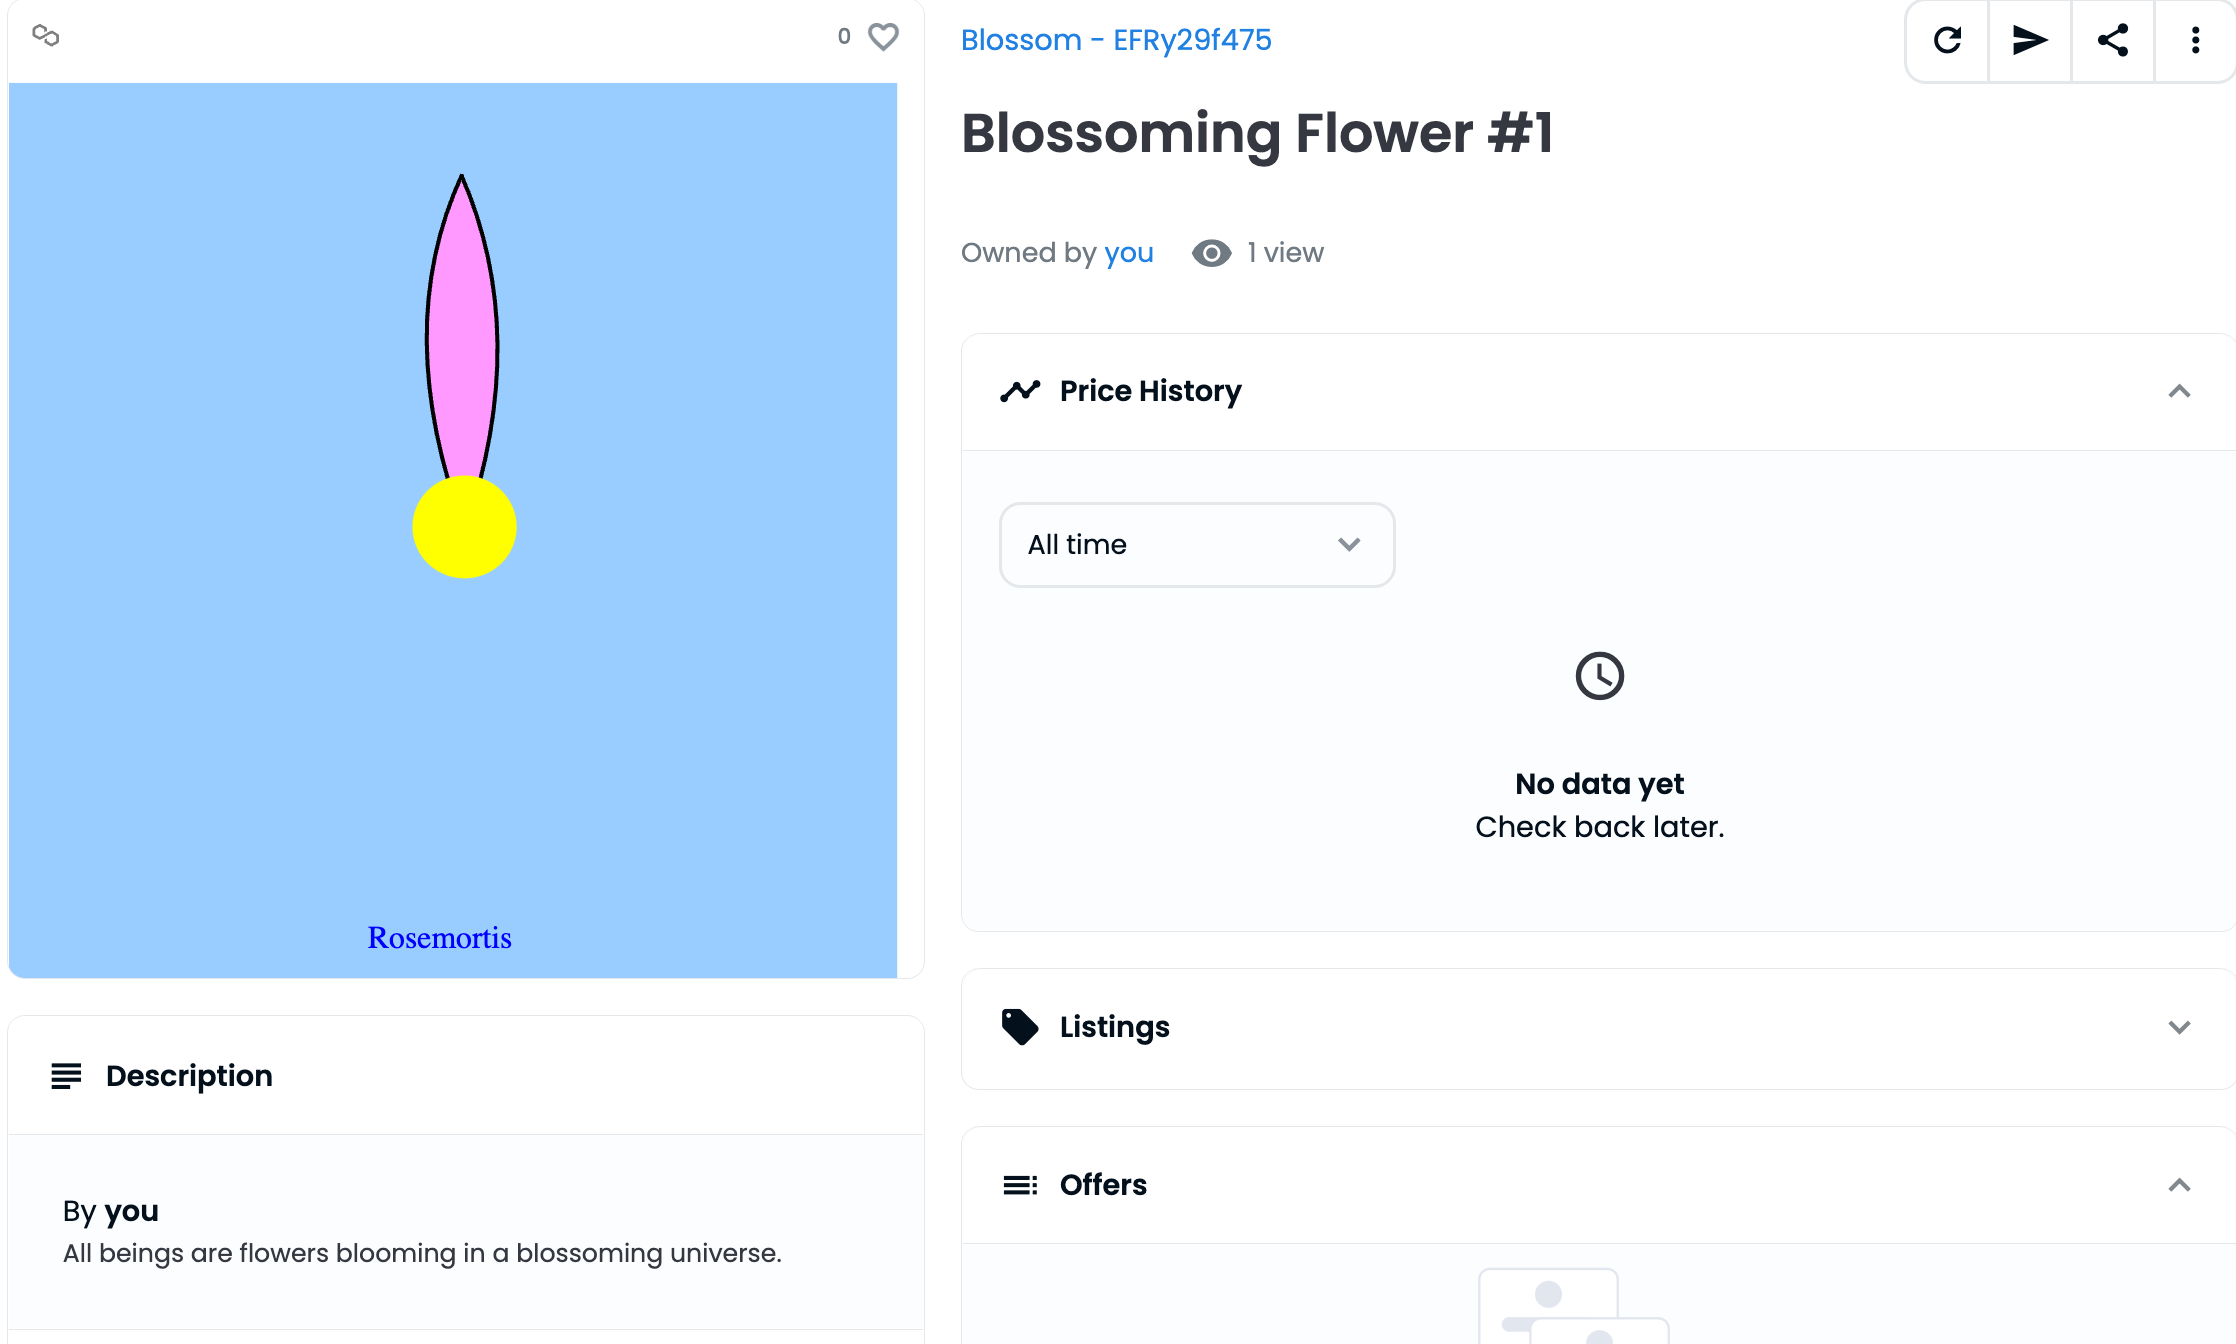 0
Blossom - EFRy29f475
Blossoming Flower #1
Owned by you
1 view
Rosemortis
Description
By you
All beings are flowers blooming in a blossoming universe.
Price History
All time
No data yet
Check back later.
Listings
Offers